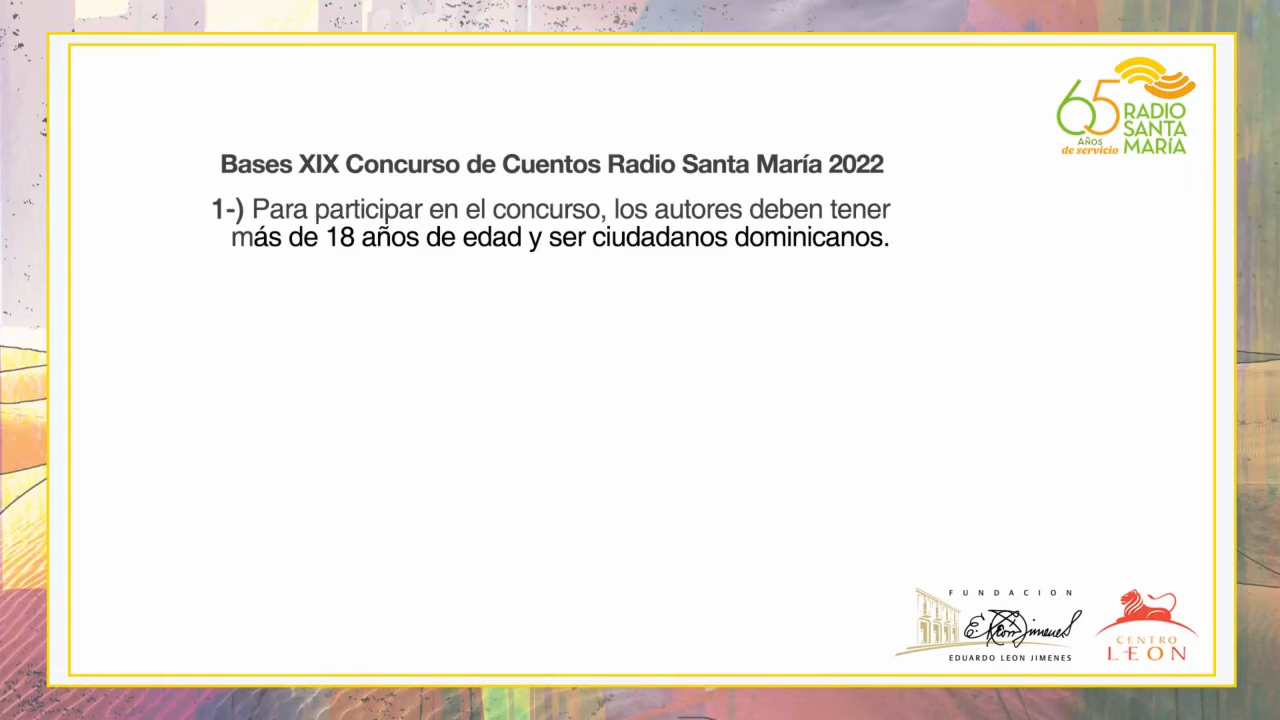 65 AÑOS de servicio
RADIO SANTA MARÍA
Bases XIX Concurso de Cuentos Radio Santa María 2022
1-) Para participar en el concurso, los autores deben tener
más de 18 años de edad y ser ciudadanos dominicanos.
FUNDACION
E. León Jimenes
EDUARDO LEON JIMENES
CENTRO
LEON